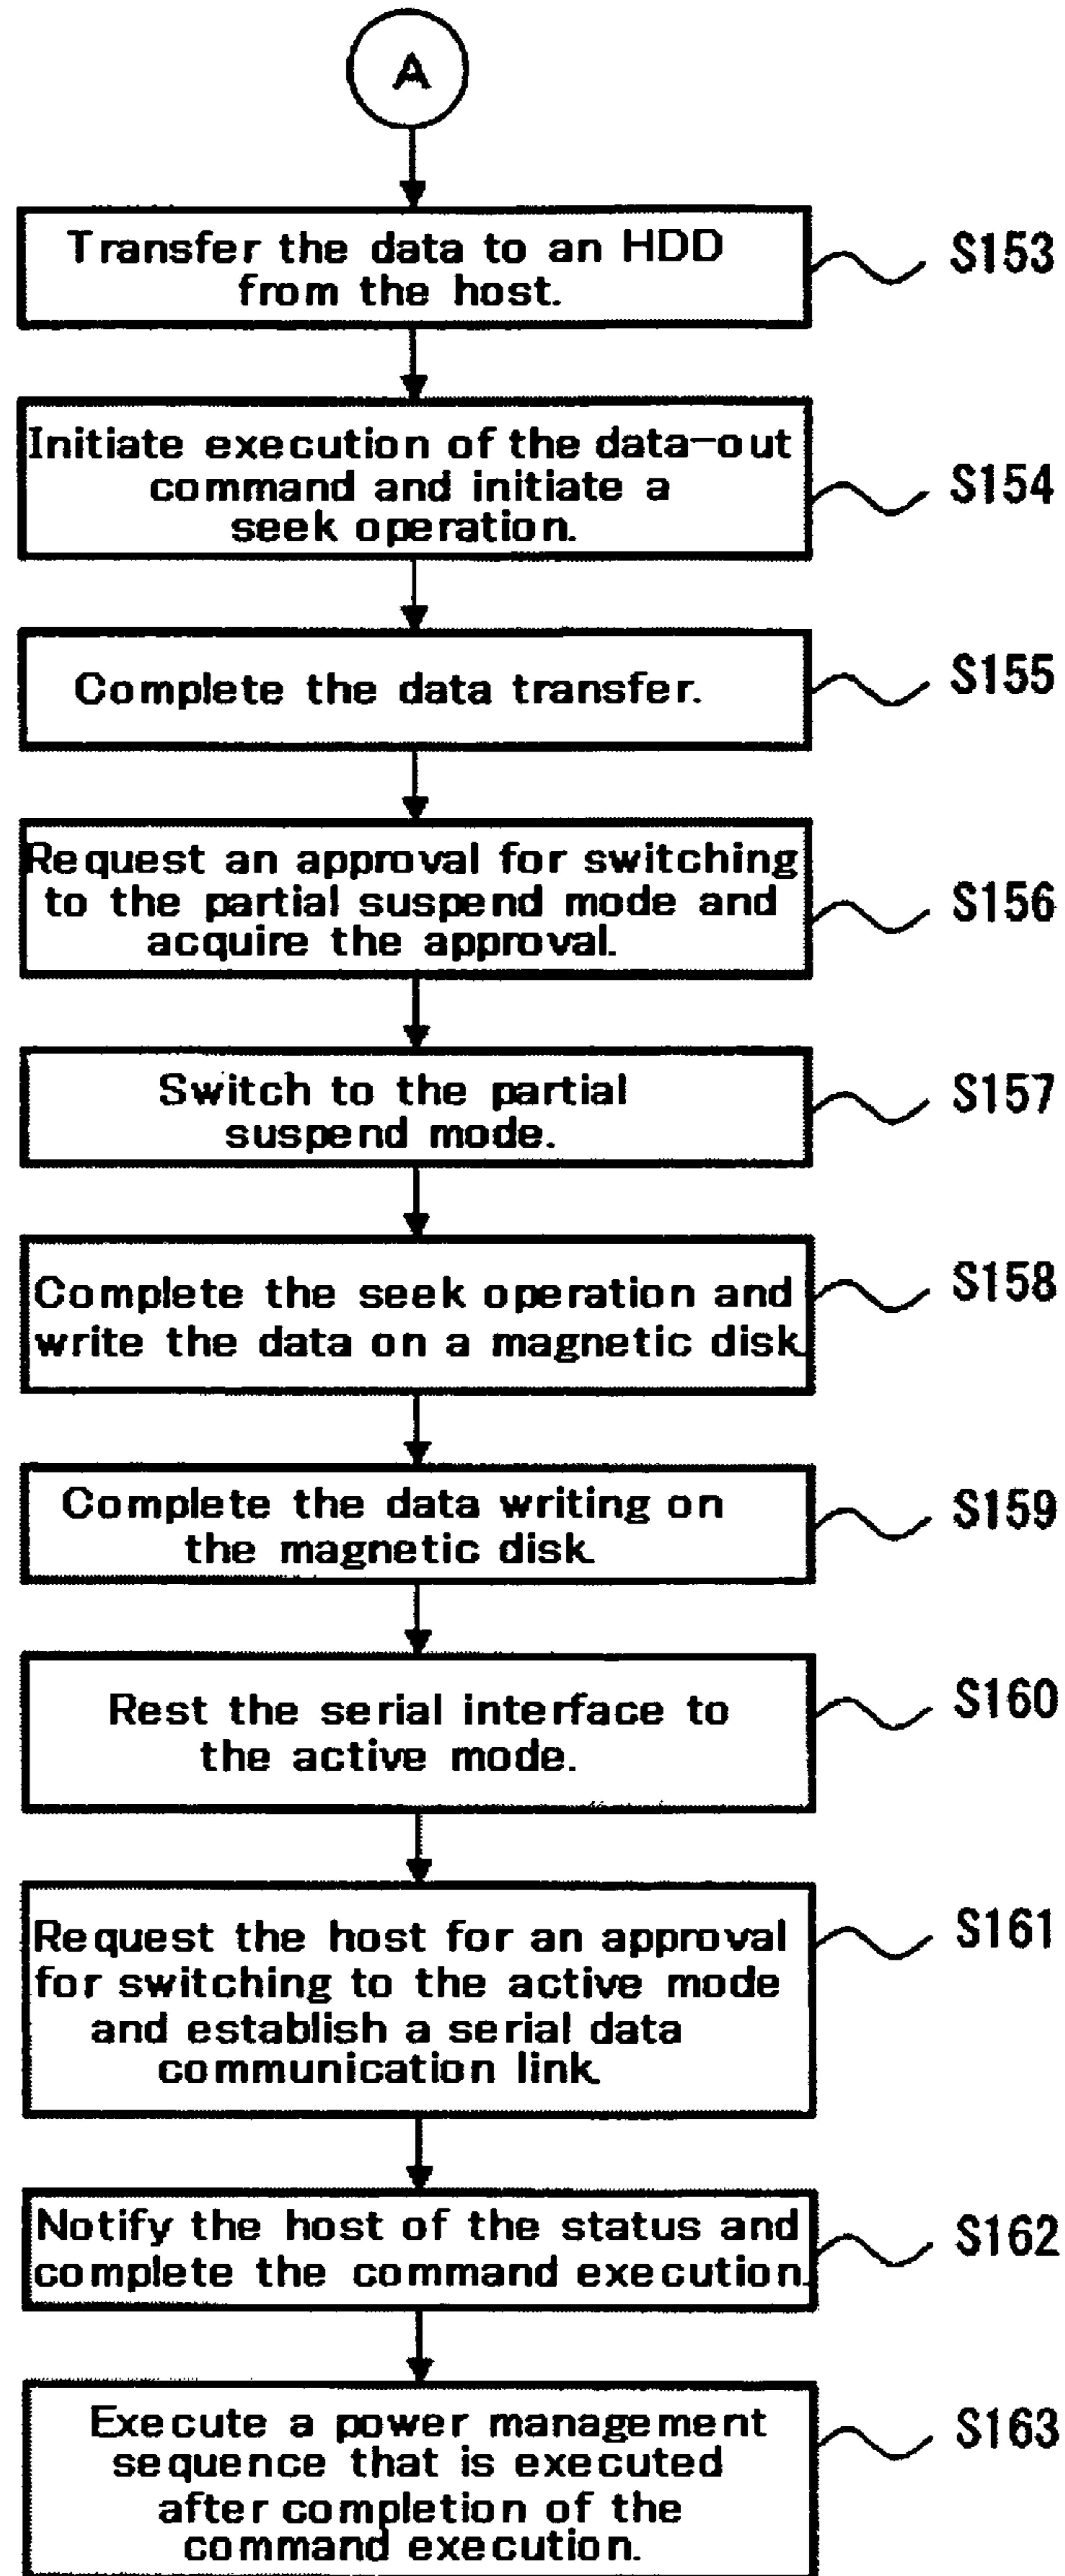 A
Transfer the data to an HDD
from the host.
S153
Initiate execution of the data-out
command and initiate a
seek operation.
S154
Complete the data transfer.
S155
Request an approval for switching
to the partial suspend mode and
acquire the approval.
S156
Switch to the partial
suspend mode.
S157
Complete the seek operation and
write the data on a magnetic disk.
S158
Complete the data writing on
the magnetic disk.
S159
Rest the serial interface to
the active mode.
S160
Request the host for an approval
for switching to the active mode
and establish a serial data
communication link.
S161
Notify the host of the status and
complete the command execution.
S162
Execute a power management
sequence that is executed
after completion of the
command execution.
S163